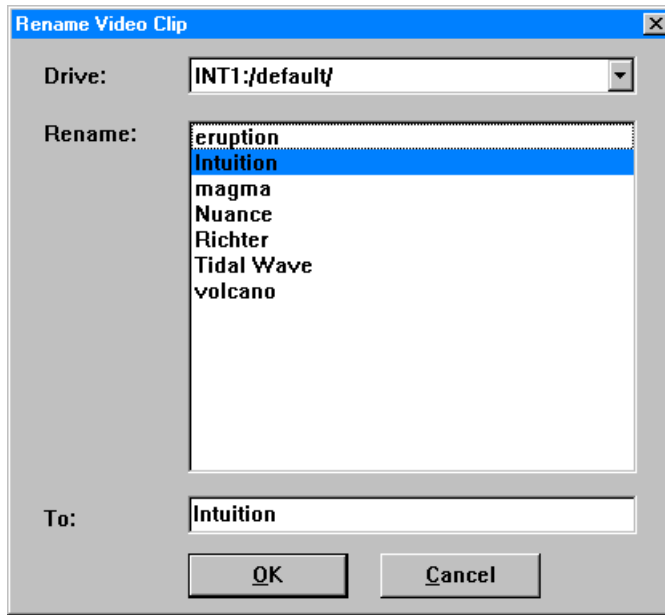 Rename Video Clip
Drive:
INT1:/default/
Rename:
eruption
Intuition
magma
Nuance
Richter
Tidal Wave
volcano
To:
Intuition
OK
Cancel